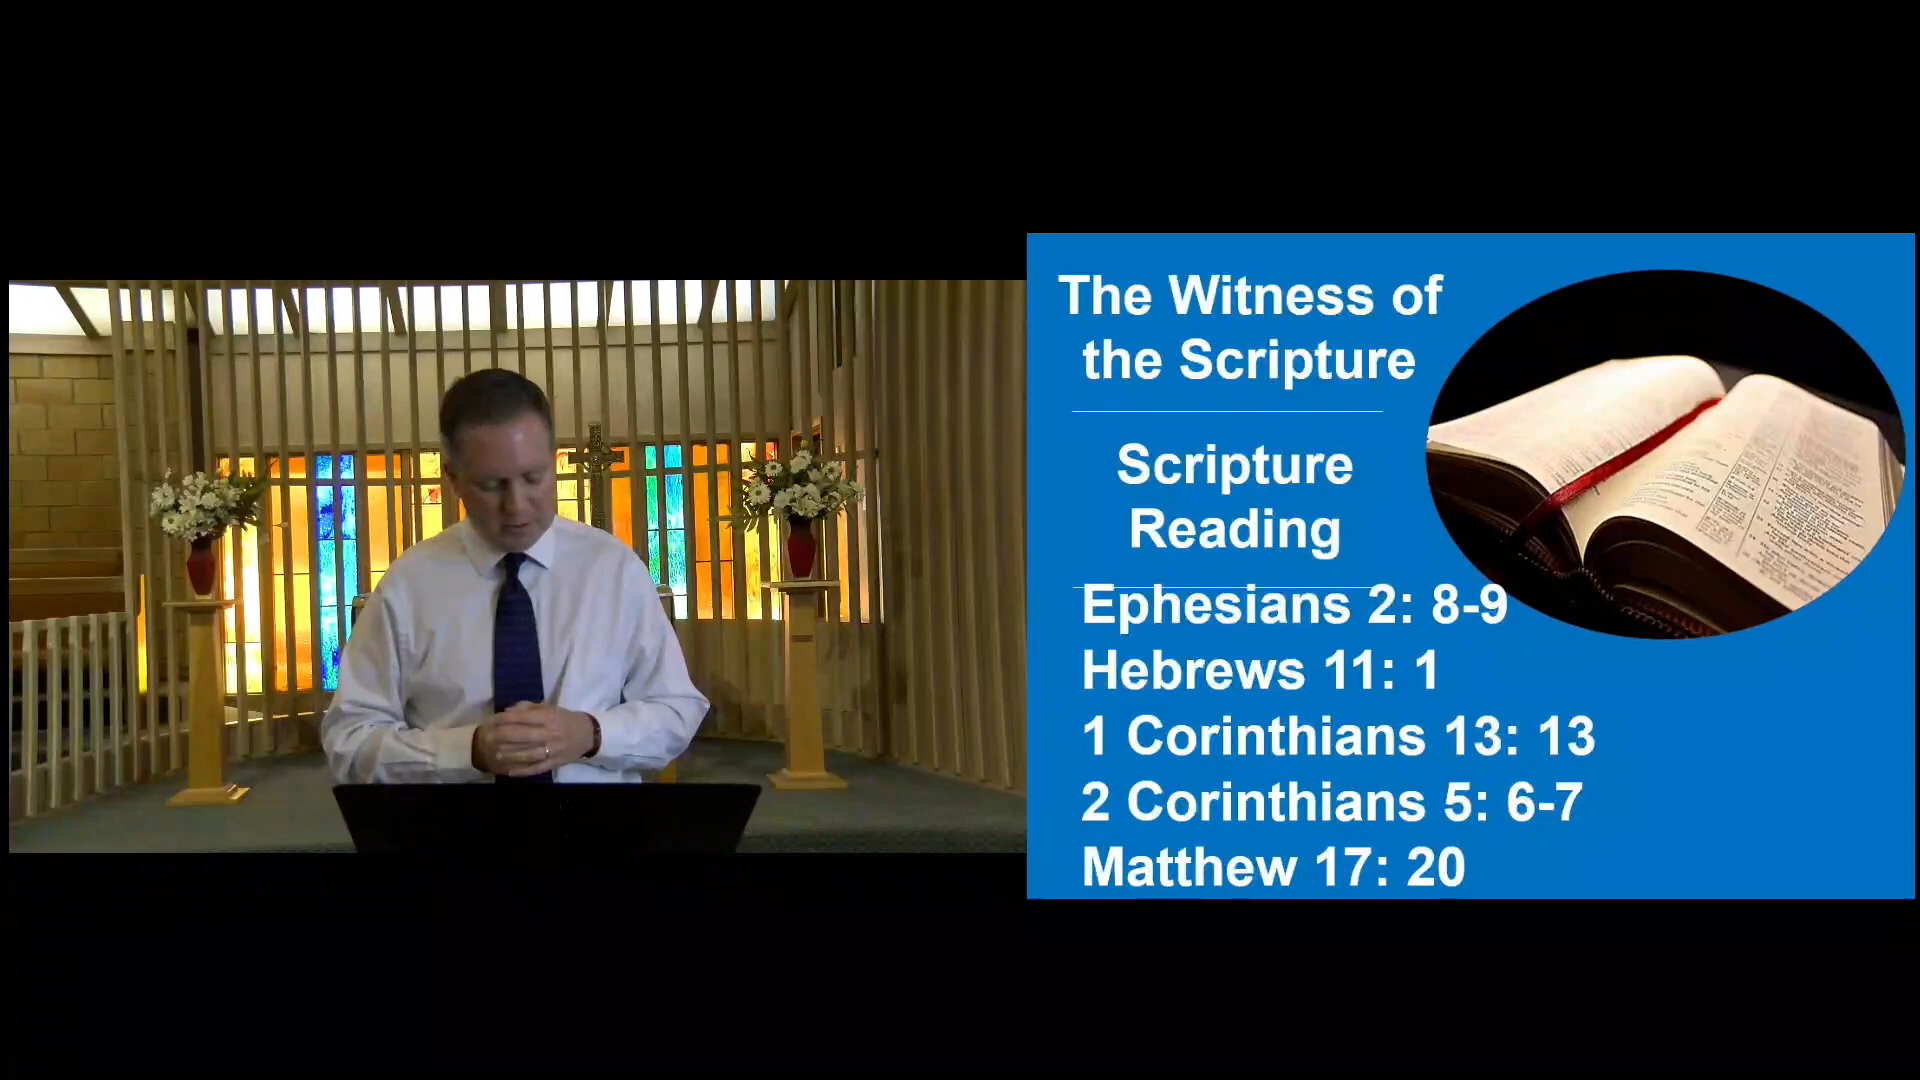 The Witness of
the Scripture
Scripture
Reading
Ephesians 2: 8-9
Hebrews 11: 1
1 Corinthians 13: 13
2 Corinthians 5: 6-7
Matthew 17: 20